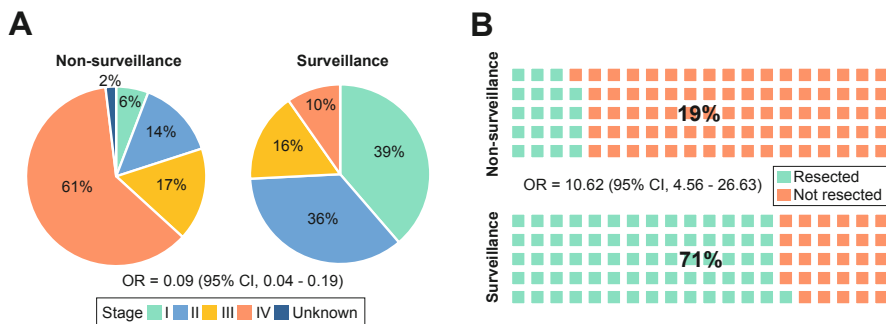 A
Non-surveillance
Surveillance
2%
6%
14%
17%
61%
10%
39%
16%
36%
OR = 0.09 (95% CI, 0.04 - 0.19)
Stage I II III IV Unknown
B
Non-surveillance
19%
OR = 10.62 (95% CI, 4.56 - 26.63)
Resected
Not resected
Surveillance
71%